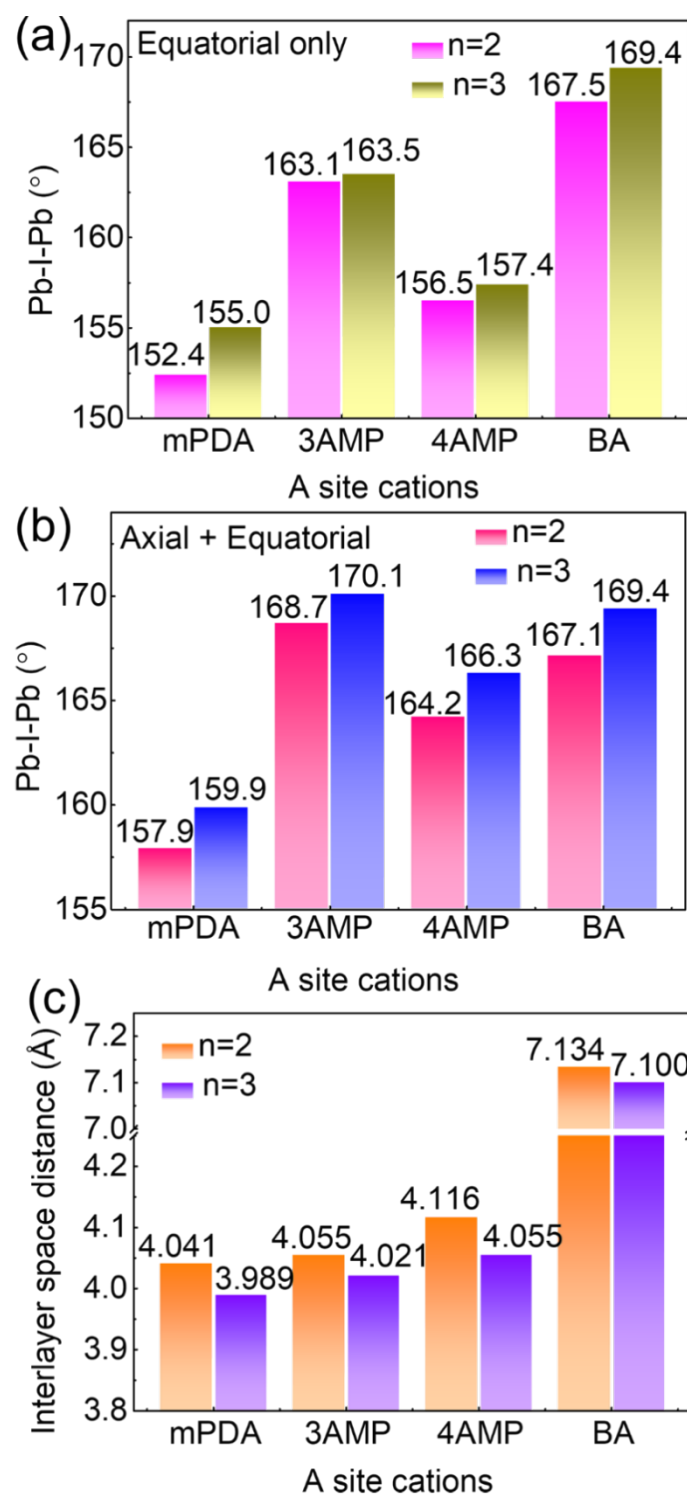 (a)
Equatorial only
n=2
n=3
Pb-I-Pb (°)
170
165
160
155
150
152.4
155.0
163.1
163.5
156.5
157.4
167.5
169.4
mPDA 3AMP 4AMP BA
A site cations
(b)
Axial + Equatorial
n=2
n=3
Pb-I-Pb (°)
170
165
160
155
157.9
159.9
168.7
170.1
164.2
166.3
167.1
169.4
mPDA 3AMP 4AMP BA
A site cations
(c)
n=2
n=3
Interlayer space distance (Å)
7.2
7.1
7.0
4.2
4.1
4.0
3.9
3.8
4.041
3.989
4.055
4.021
4.116
4.055
7.134
7.100
mPDA 3AMP 4AMP BA
A site cations